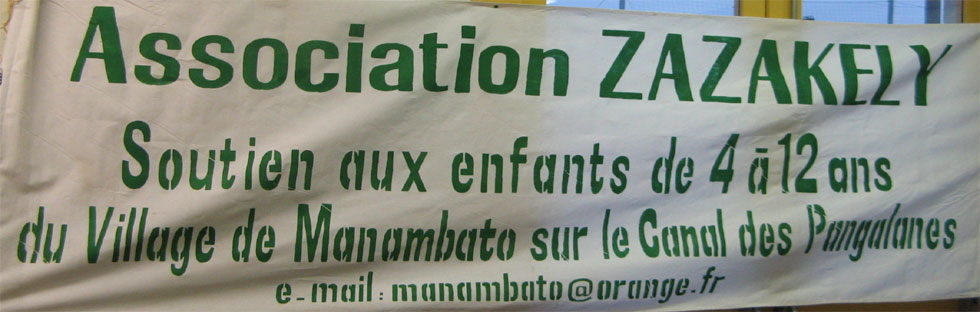 Association ZAZAKELY
Soutien aux enfants de 4 à 12 ans
du Village de Manambato sur le Canal des Pangalanes
e-mail : manambato@orange.fr